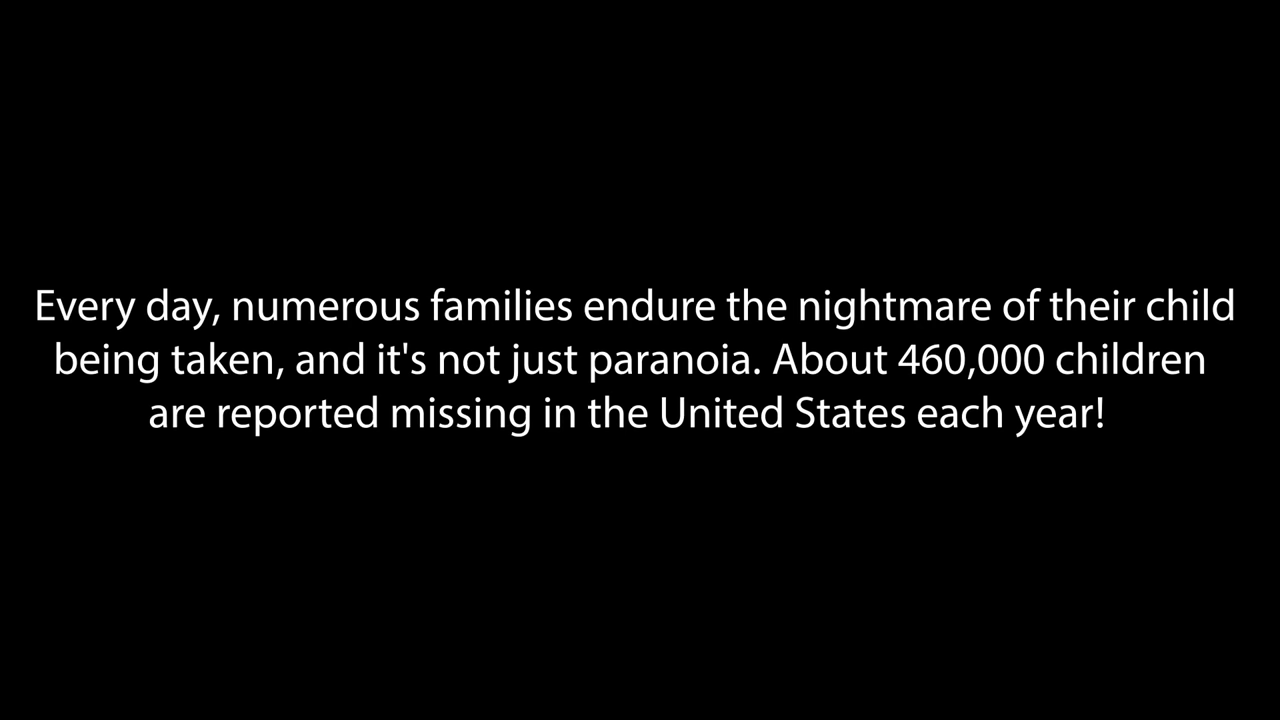 Every day, numerous families endure the nightmare of their child
being taken, and it's not just paranoia. About 460,000 children
are reported missing in the United States each year!